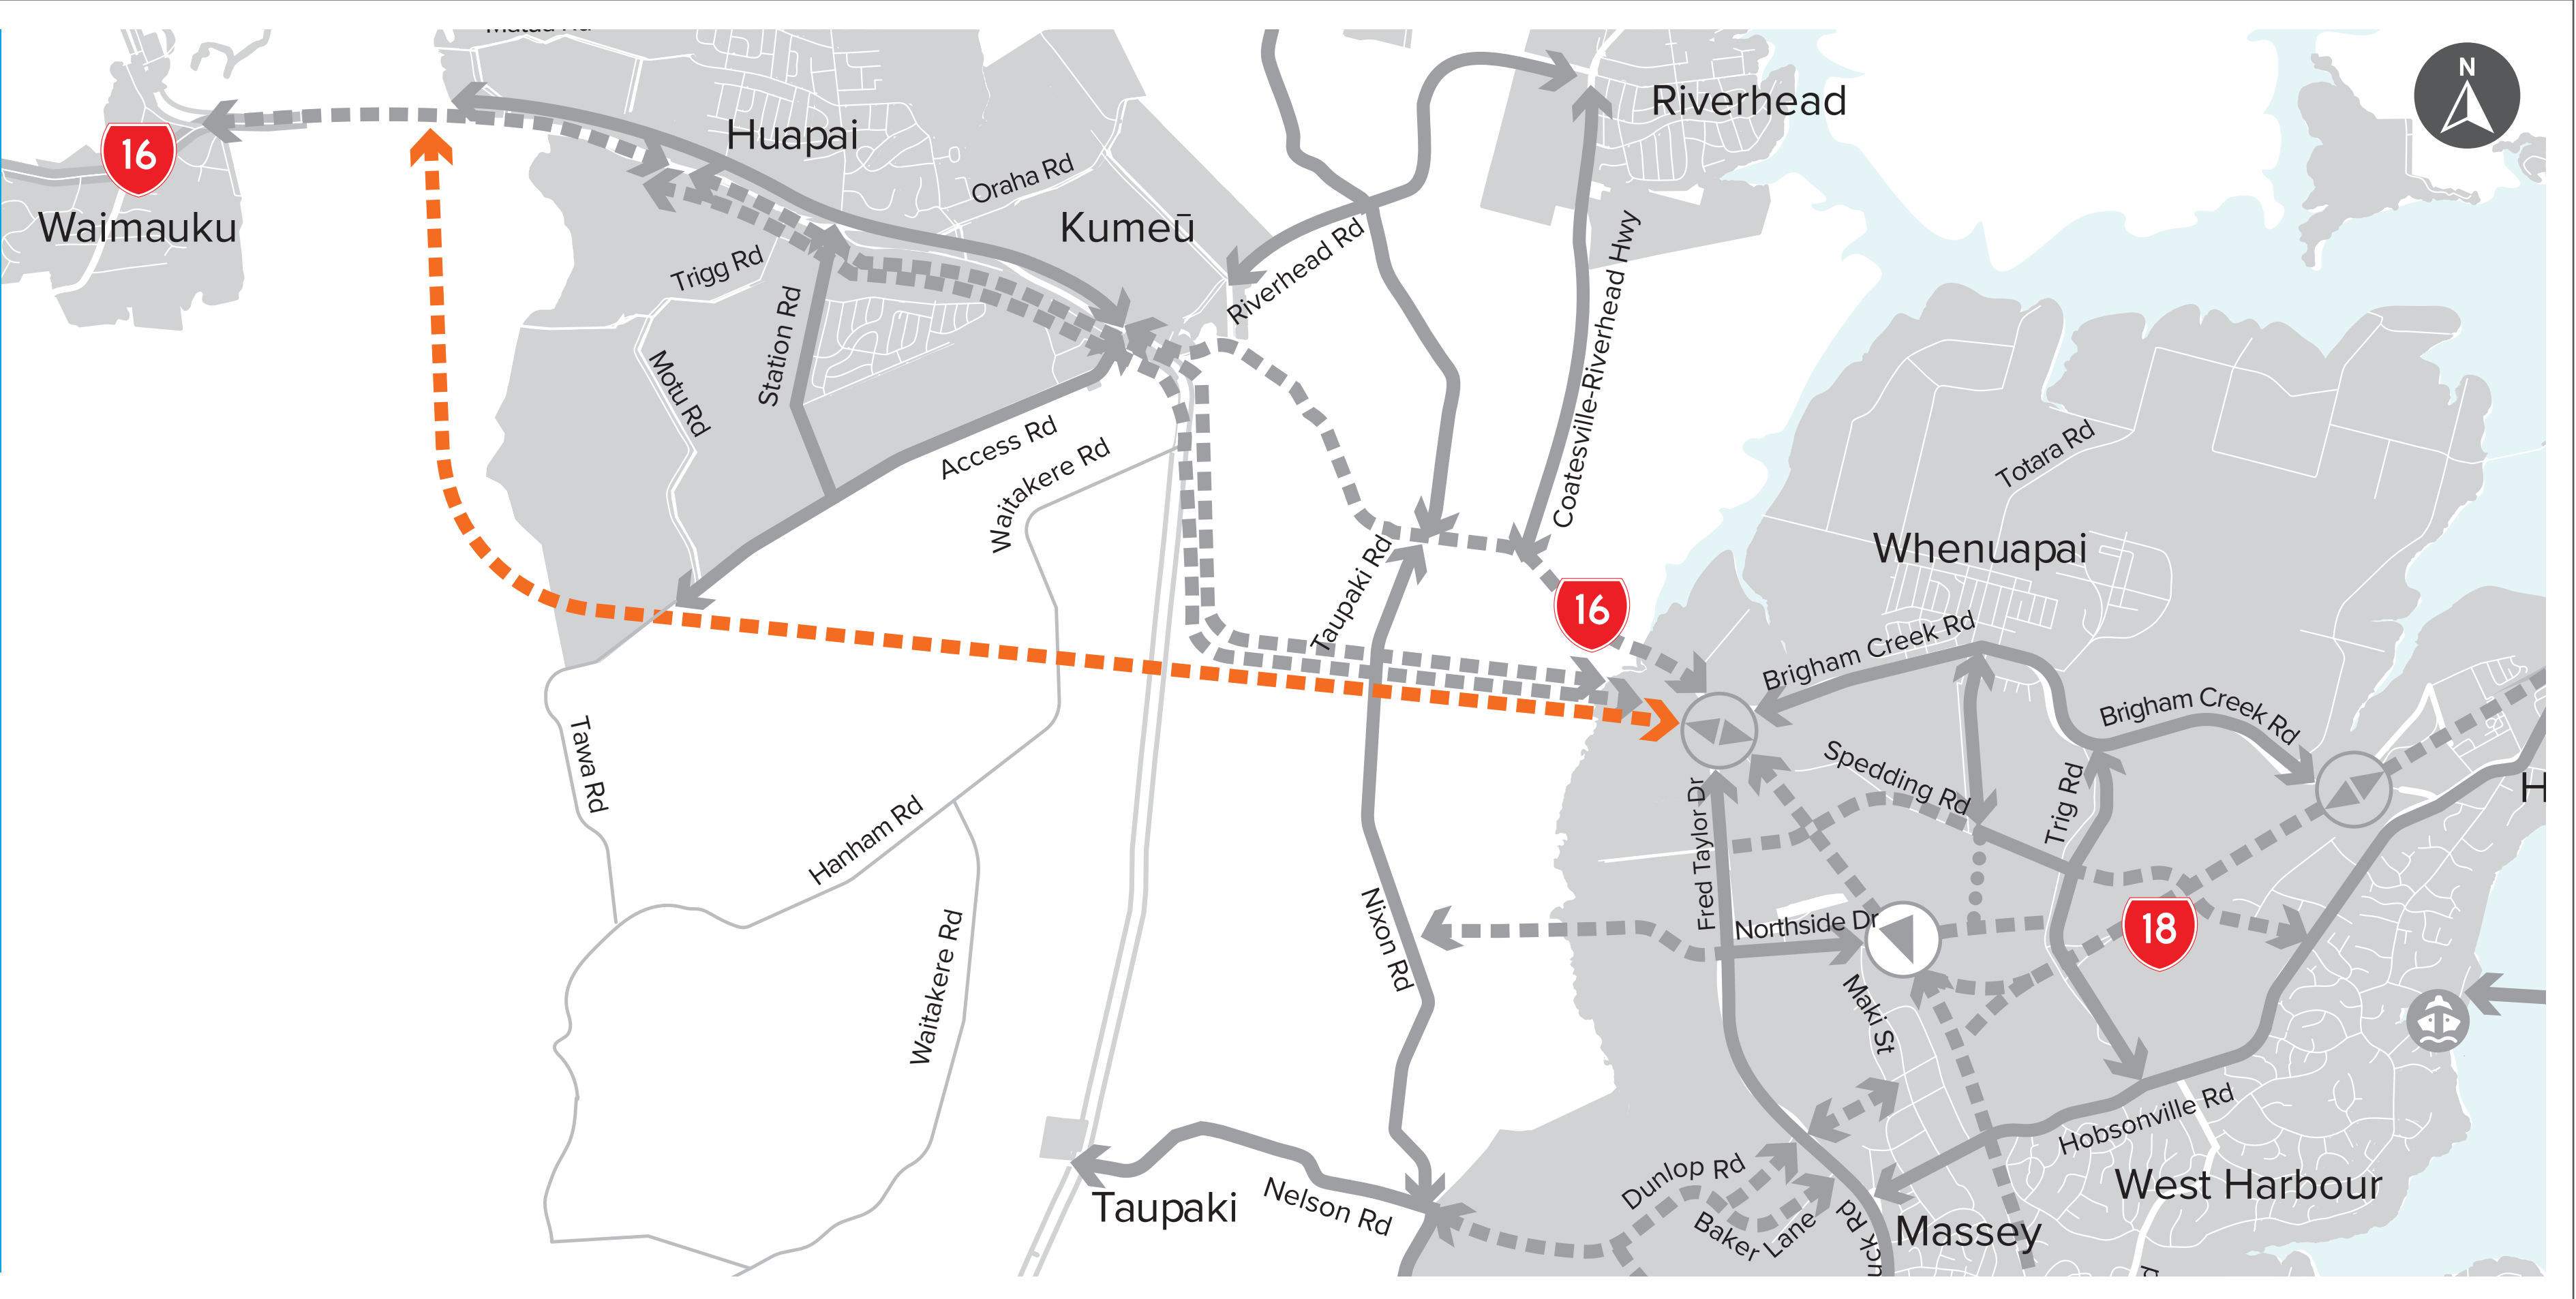 N
Riverhead
Huapai
16
Oraha Rd
Waimauku
Kumeū
Riverhead Rd
Trigg Rd
Coatesville-Riverhead Hwy
Station Rd
Motu Rd
Access Rd
Waitakere Rd
Totara Rd
Whenuapai
Taupaki Rd
16
Brigham Creek Rd
Brigham Creek Rd
Tawa Rd
Spedding Rd
Trig Rd
H
Fred Taylor Dr
Hanham Rd
Nixon Rd
Northside Dr
18
Waitakere Rd
Maki St
Hobsonville Rd
Dunlop Rd
West Harbour
Taupaki
Nelson Rd
Baker Lane
uck Rd
Massey